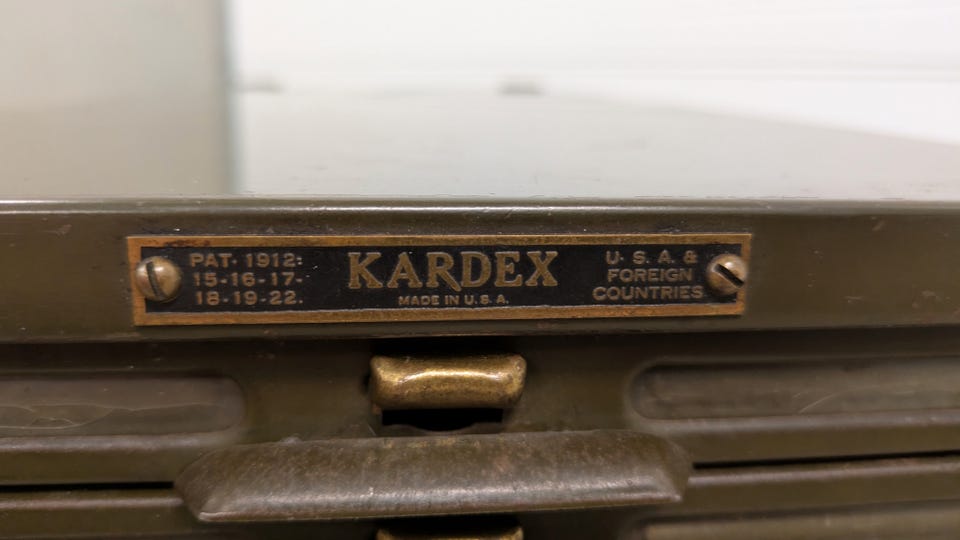 PAT. 1912:
15-16-17-
18-19-22.
KARDEX
MADE IN U.S.A.
U.S.A. &
FOREIGN
COUNTRIES